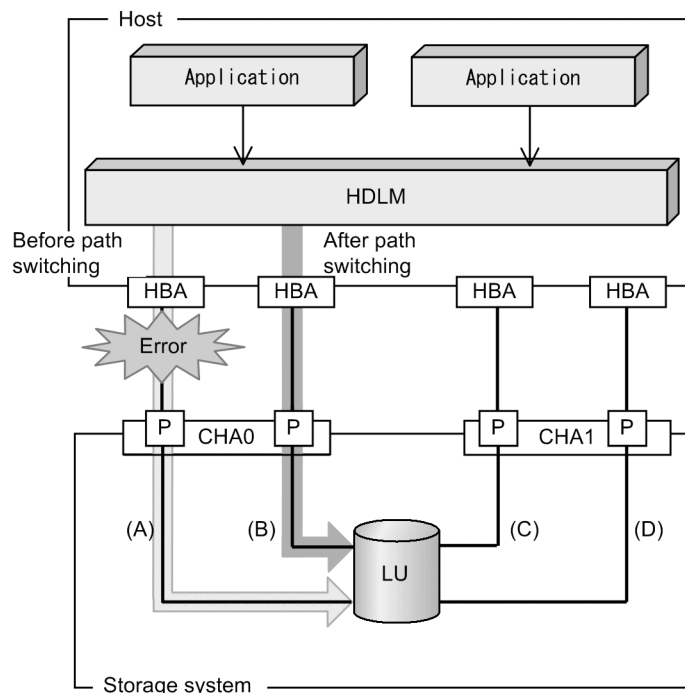 Host
Application
Application
HDLM
Before path
switching
After path
switching
HBA
HBA
HBA
HBA
Error
P
CHA0
P
P
CHA1
P
(A)
(B)
(C)
(D)
LU
Storage system